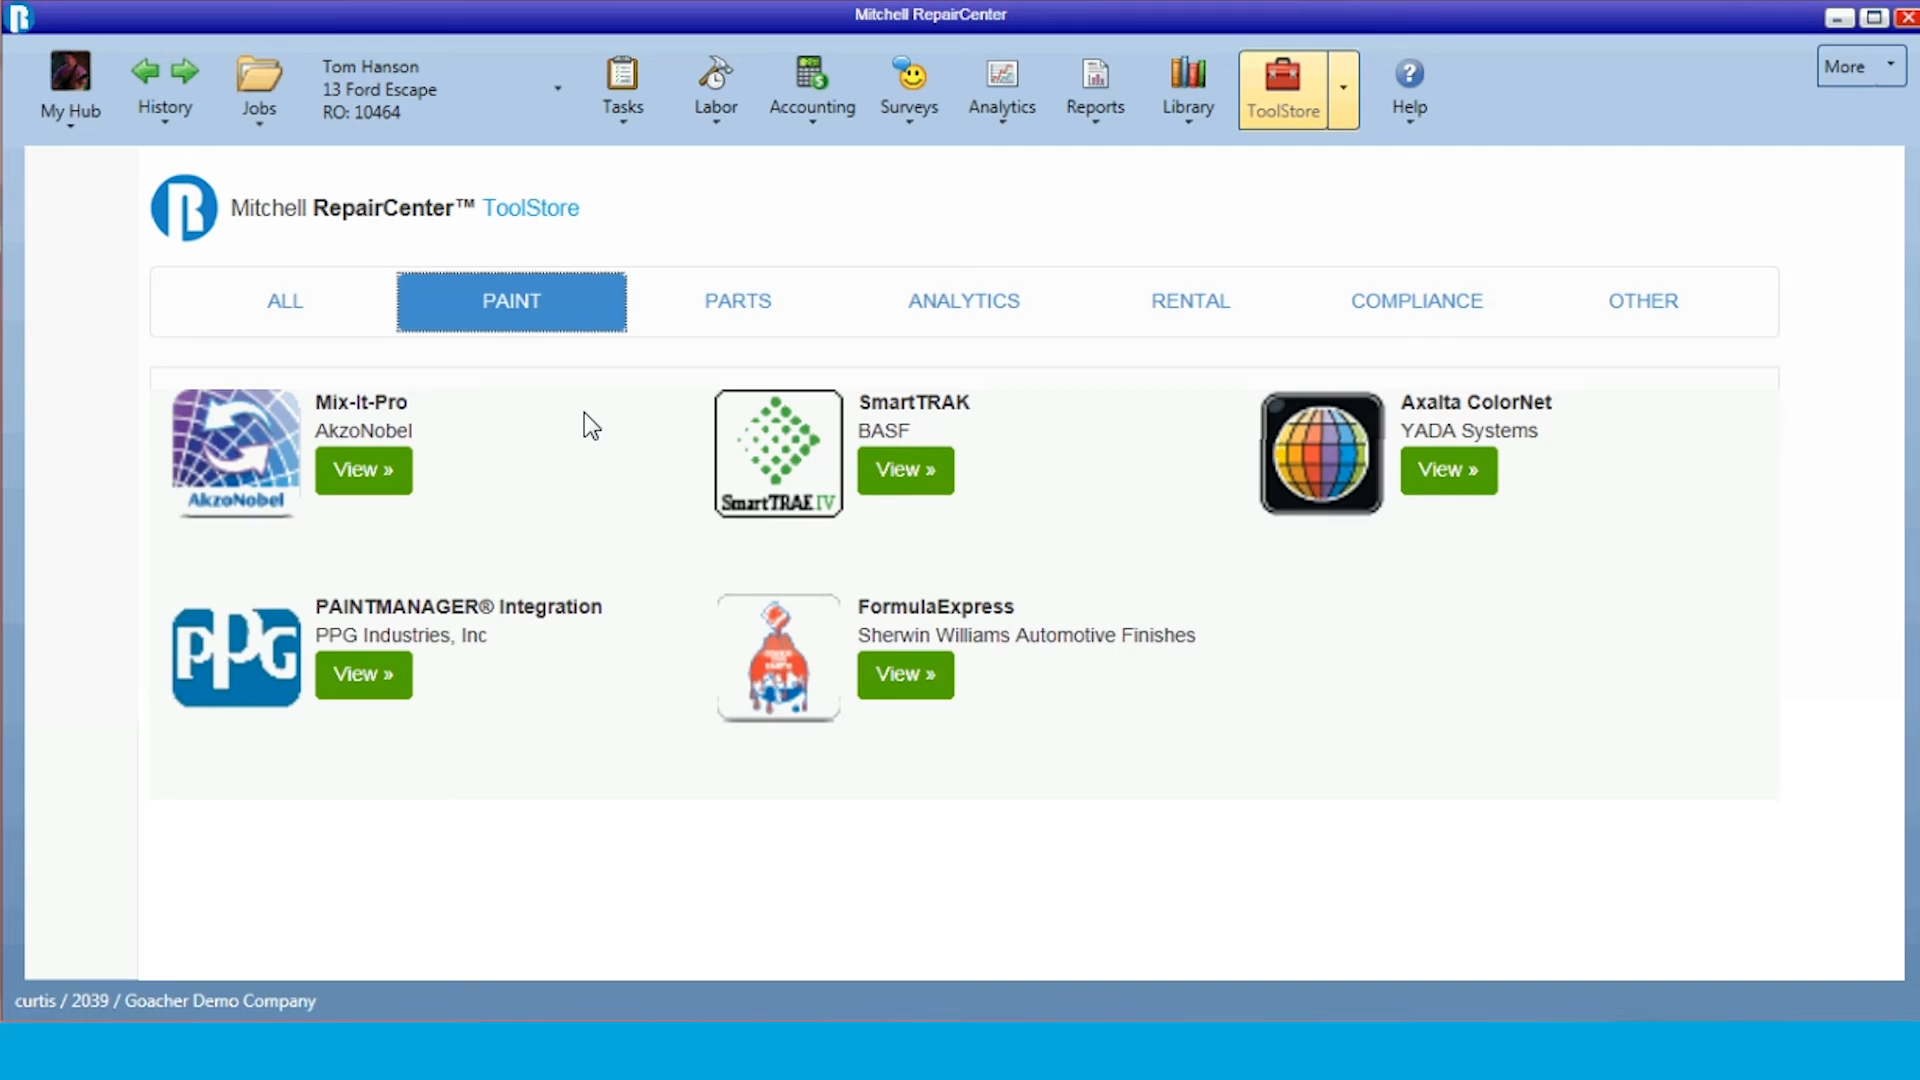 Mitchell RepairCenter
My Hub
History
Jobs
Tom Hanson
13 Ford Escape
RO: 10464
Tasks
Labor
Accounting
Surveys
Analytics
Reports
Library
ToolStore
Help
More
Mitchell RepairCenter™ ToolStore
ALL
PAINT
PARTS
ANALYTICS
RENTAL
COMPLIANCE
OTHER
AkzoNobel
Mix-It-Pro
AkzoNobel
View »
SmartTRAK IV
SmartTRAK
BASF
View »
Axalta ColorNet
YADA Systems
View »
PPG
PAINTMANAGER® Integration
PPG Industries, Inc
View »
FormulaExpress
Sherwin Williams Automotive Finishes
View »
curtis / 2039 / Goacher Demo Company